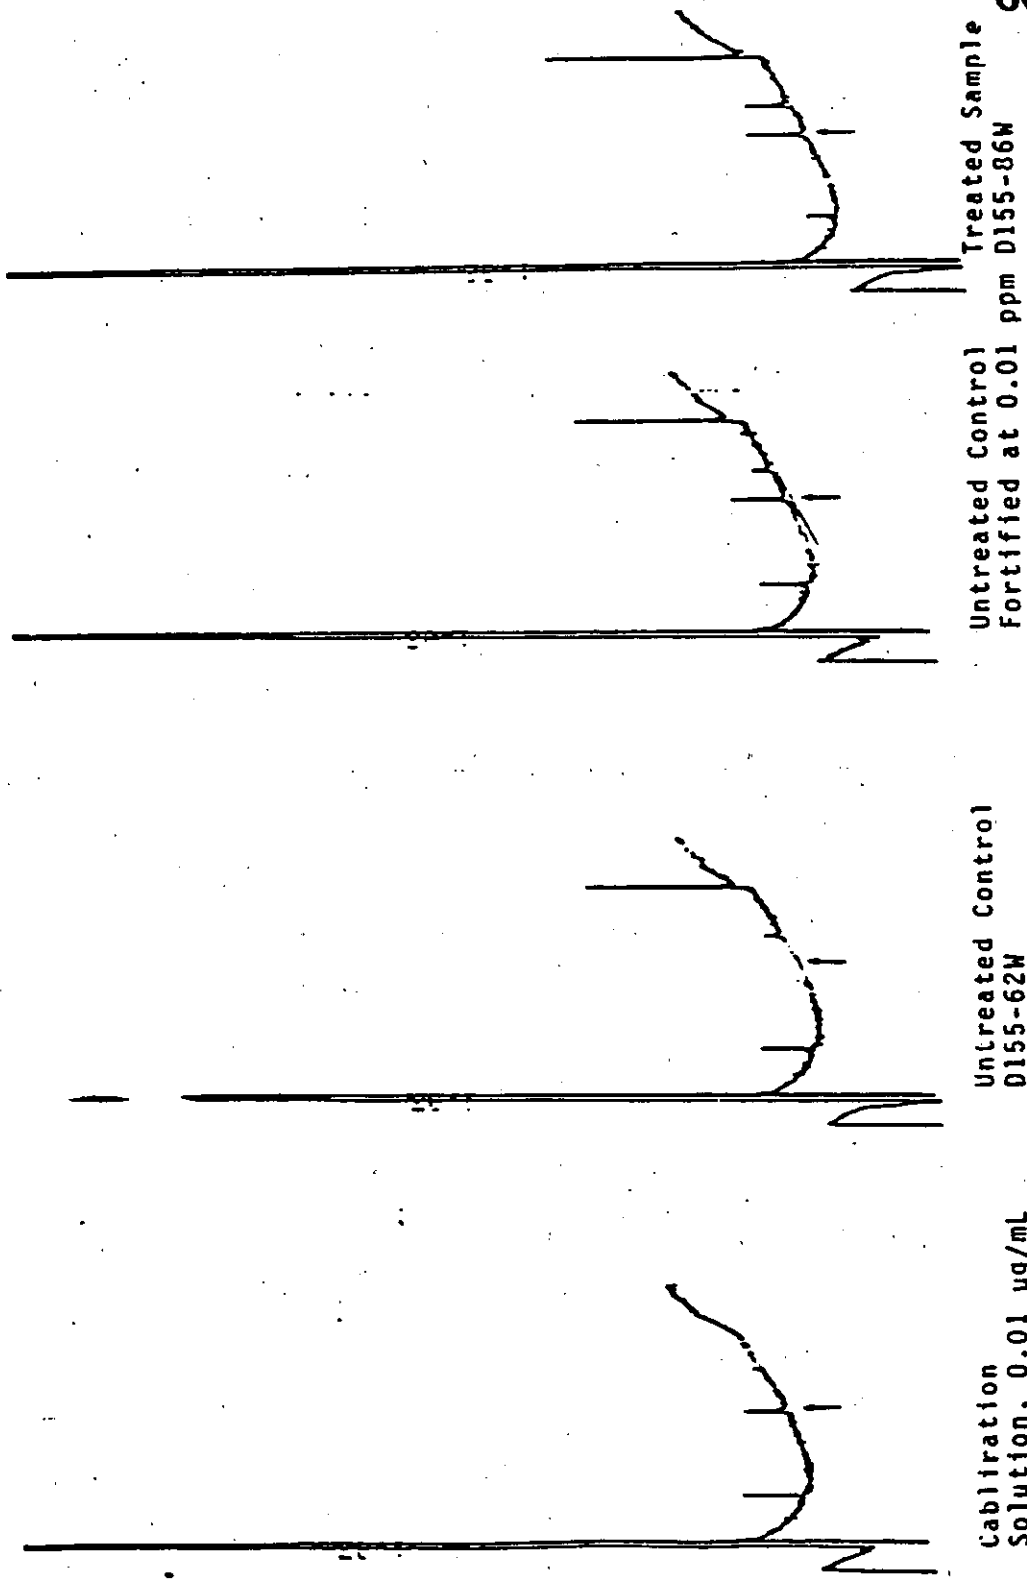 Cabliration
Solution, 0.01 ug/mL
Untreated Control
D155-62W
Untreated Control
Fortified at 0.01 ppm
Treated Sample
D155-86W